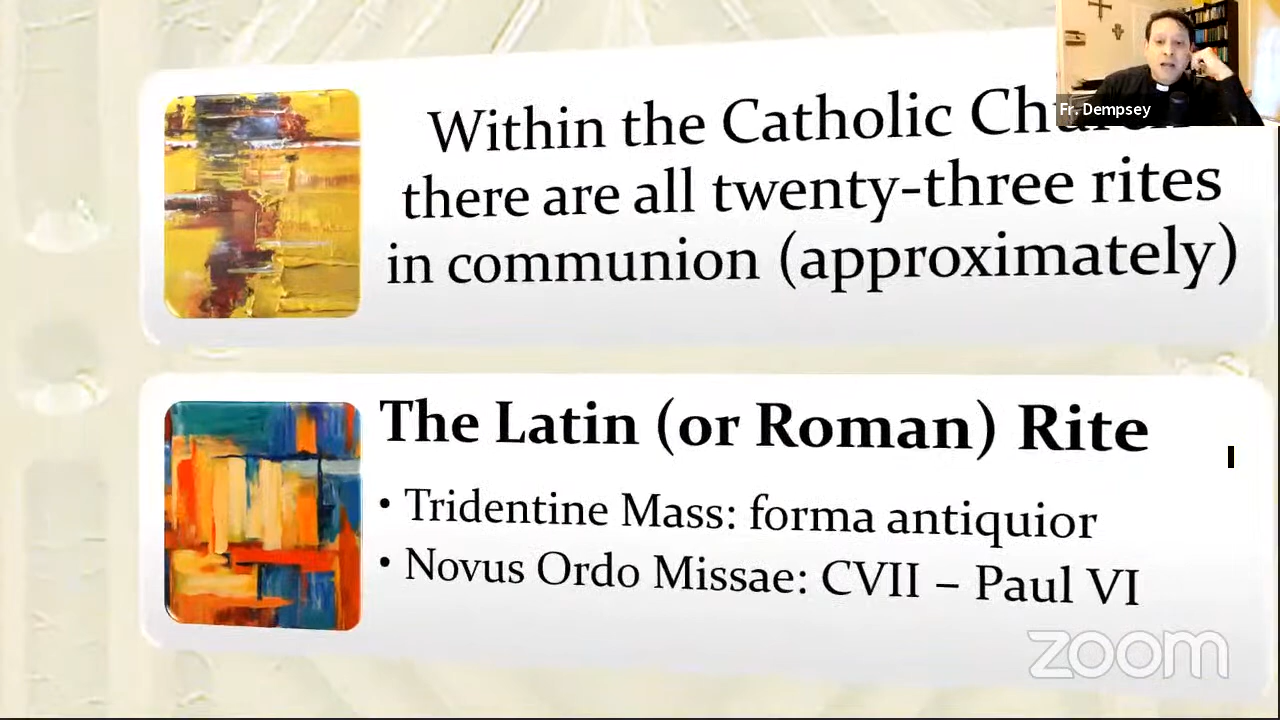 Within the Catholic Church
there are all twenty-three rites
in communion (approximately)
Fr. Dempsey
The Latin (or Roman) Rite
• Tridentine Mass: forma antiquior
• Novus Ordo Missae: CVII – Paul VI
zoom